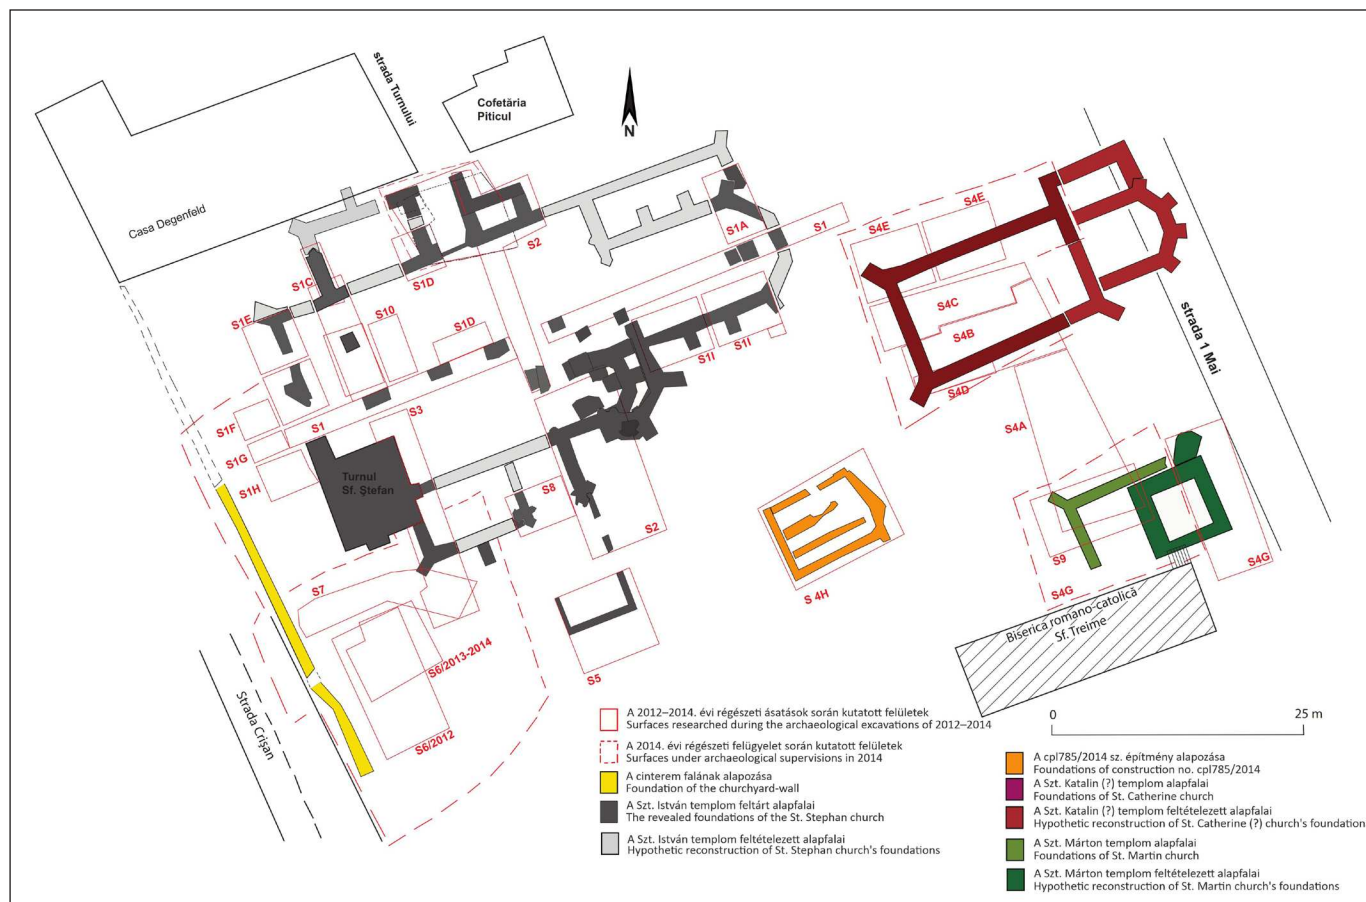 strada Turnului
Cofetăria
Piticul
N
Casa Degenfeld
S1A
S1
S2
S4E
S4E
S1C
S1D
S1E
S10
S1D
S4C
S4B
S1I
S1I
S4D
strada 1 Mai
S1F
S1
S3
S4A
S1G
S1H
Turnul
Sf. Ștefan
S8
S2
S9
S4G
S4G
S7
S 4H
Biserica romano-catolică
Sf. Treime
S6/2013-2014
S5
S6/2012
Strada Crișan
0 25 m
A 2012–2014. évi régészeti ásatások során kutatott felületek
Surfaces researched during the archaeological excavations of 2012–2014
A 2014. évi régészeti felügyelet során kutatott felületek
Surfaces under archaeological supervisions in 2014
A cinterem falának alapozása
Foundation of the churchyard-wall
A Szt. István templom feltárt alapfalai
The revealed foundations of the St. Stephan church
A Szt. István templom feltételezett alapfalai
Hypothetic reconstruction of St. Stephan church's foundations
A cpl785/2014 sz. építmény alapozása
Foundations of construction no. cpl785/2014
A Szt. Katalin (?) templom alapfalai
Foundations of St. Catherine church
A Szt. Katalin (?) templom feltételezett alapfalai
Hypothetic reconstruction of St. Catherine (?) church's foundation
A Szt. Márton templom alapfalai
Foundations of St. Martin church
A Szt. Márton templom feltételezett alapfalai
Hypothetic reconstruction of St. Martin church's foundations